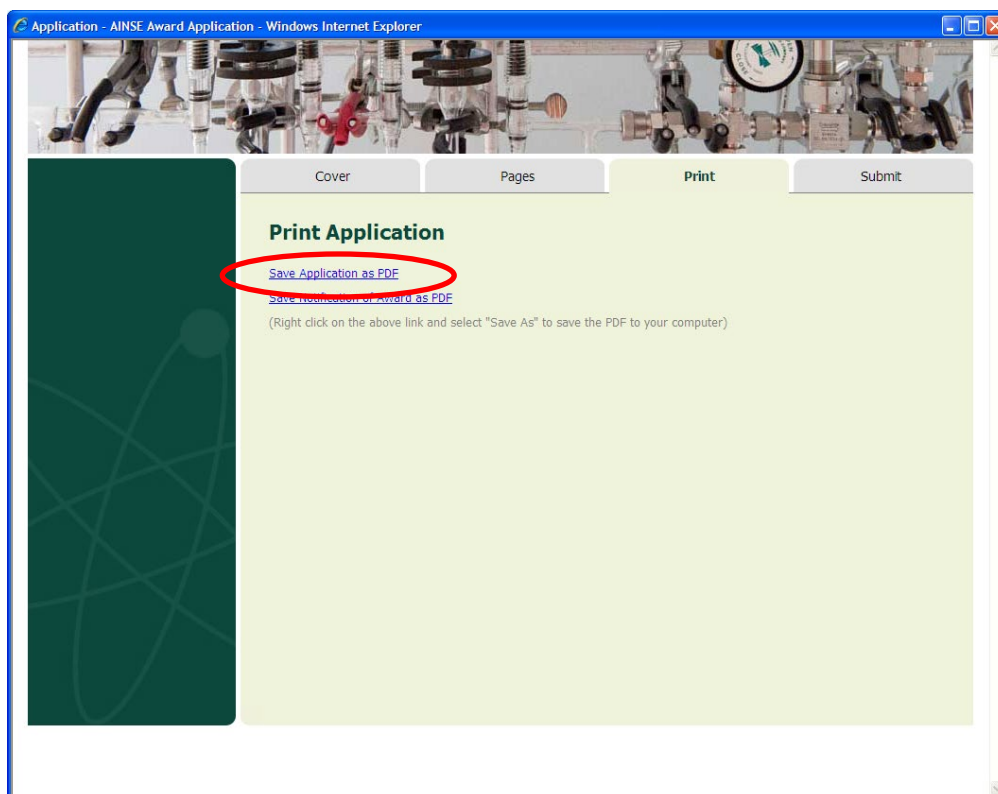 Application - AINSE Award Application - Windows Internet Explorer
CLOSE
Cover Pages Print Submit
Print Application
Save Application as PDF
Save Notification of Award as PDF
(Right click on the above link and select "Save As" to save the PDF to your computer)